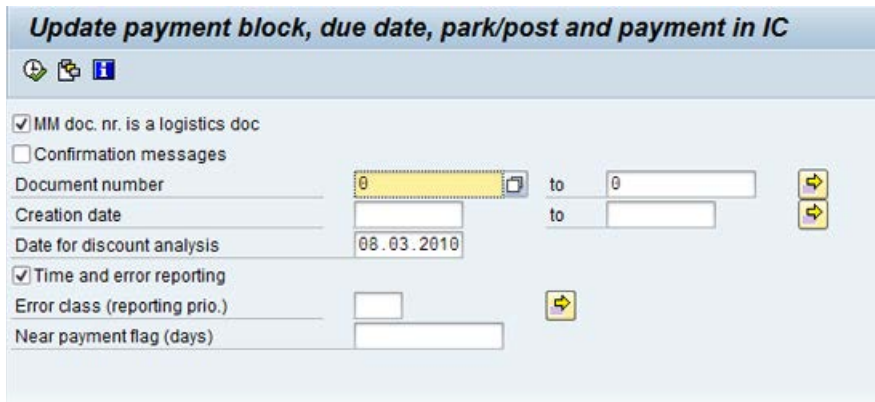 Update payment block, due date, park/post and payment in IC
MM doc. nr. is a logistics doc
Confirmation messages
Document number 0 to 0
Creation date to
Date for discount analysis 08.03.2010
Time and error reporting
Error class (reporting prio.)
Near payment flag (days)